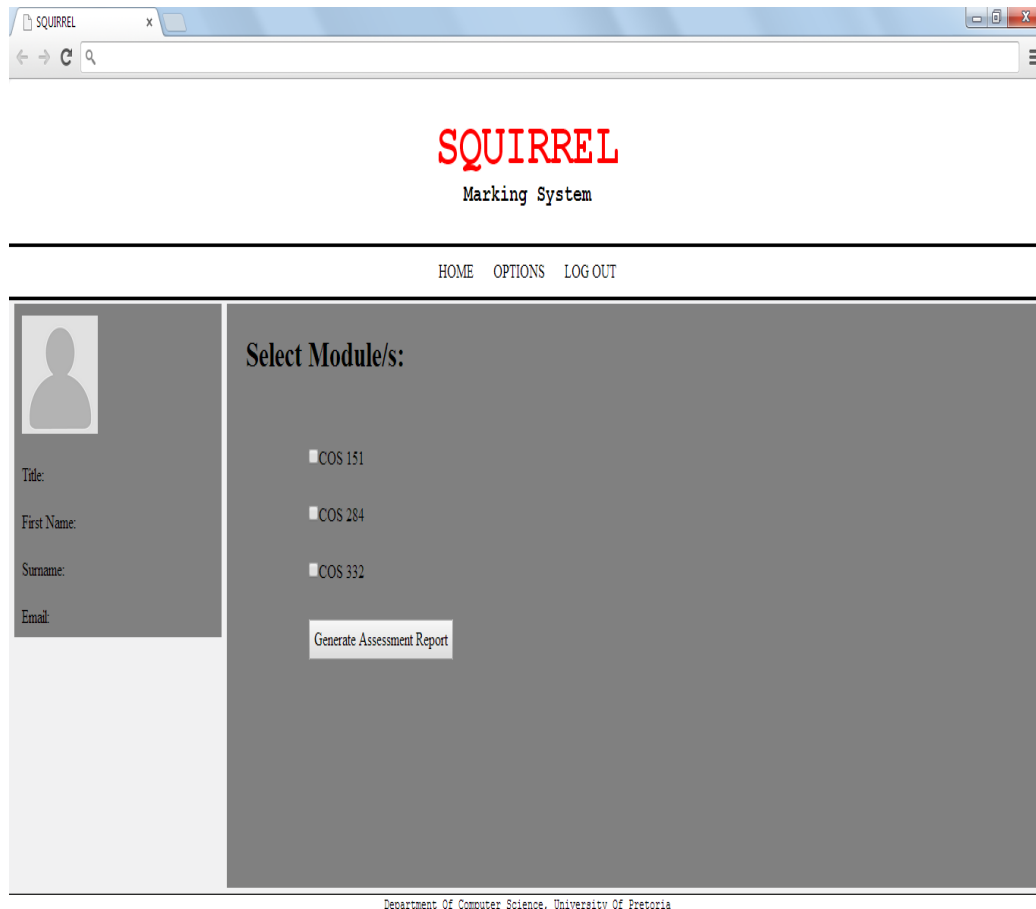 SQUIRREL
SQUIRREL
Marking System
HOME OPTIONS LOG OUT
Title:
First Name:
Surname:
Email:
Select Module/s:
COS 151
COS 284
COS 332
Generate Assessment Report
Department Of Computer Science, University Of Pretoria